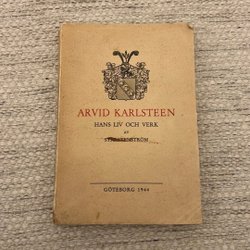 ARVID KARLSTEEN
HANS LIV OCH VERK
AV
GÖTEBORG 1944